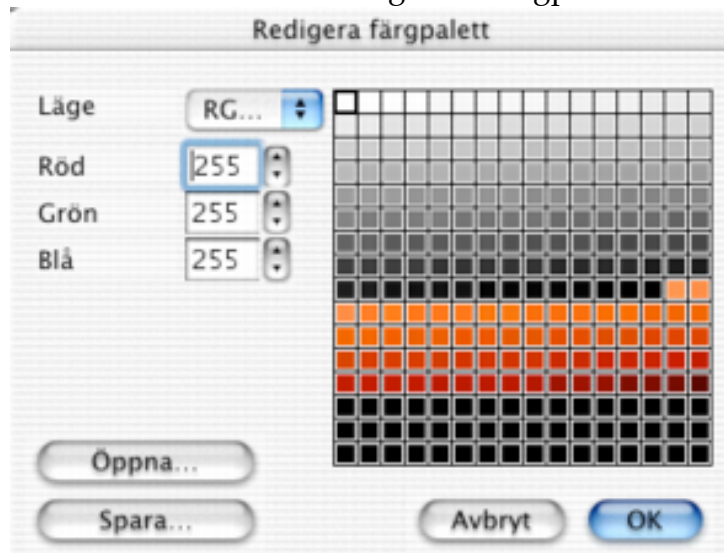 Redigera färgpalett
Läge RG...
Röd 255
Grön 255
Blå 255
Öppna...
Spara...
Avbryt OK